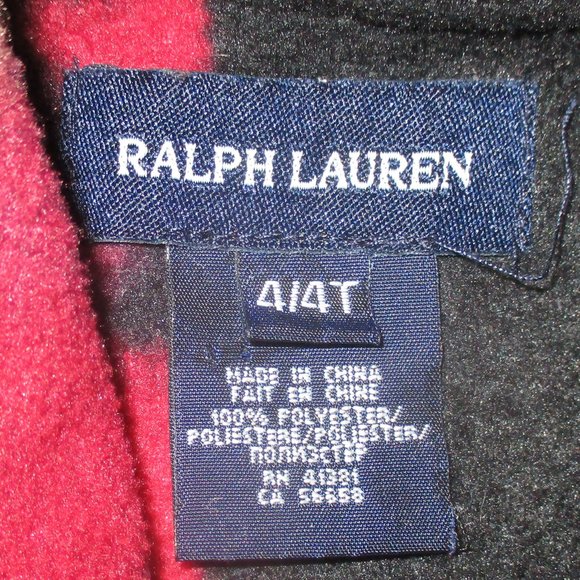 RALPH LAUREN
4/4T
MADE IN CHINA
FAIT EN CHINE
100% POLYESTER/
POLIESTERE/POLIESTER/
ПОЛИЭСТЕР
RN 41381
CA 56658